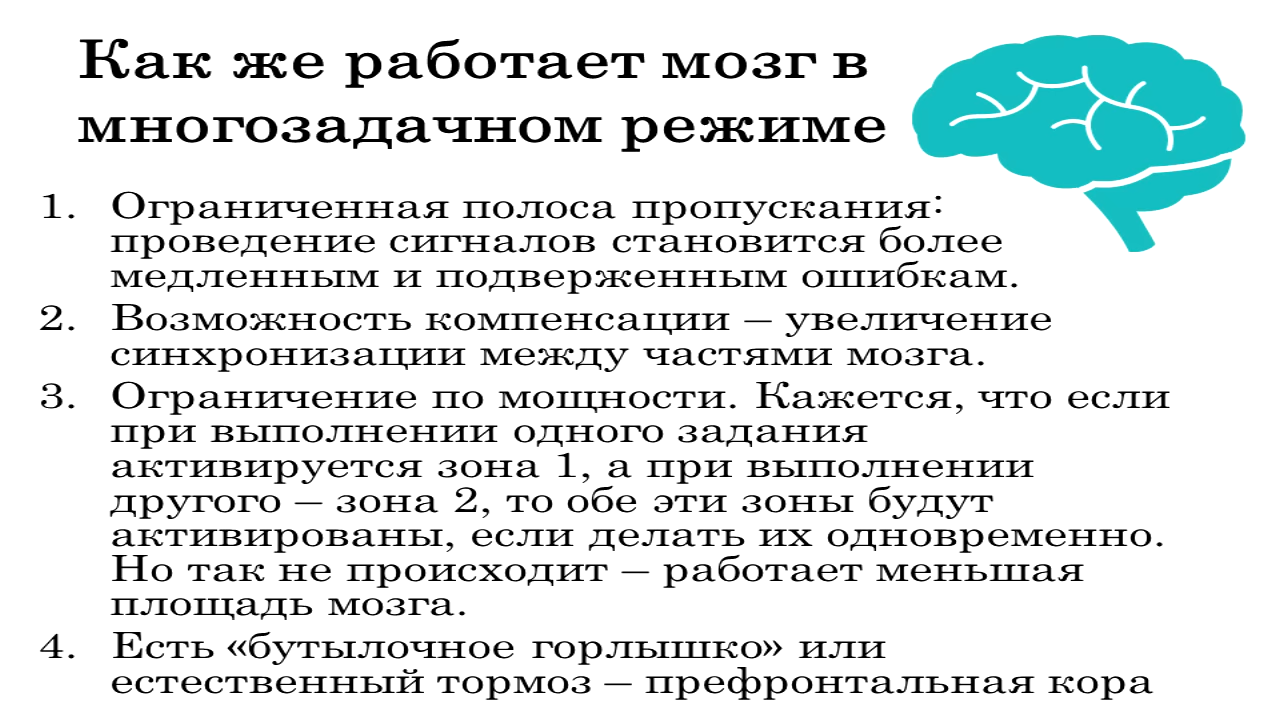 Как же работает мозг в
многозадачном режиме
1. Ограниченная полоса пропускания:
проведение сигналов становится более
медленным и подверженным ошибкам.
2. Возможность компенсации – увеличение
синхронизации между частями мозга.
3. Ограничение по мощности. Кажется, что если
при выполнении одного задания
активируется зона 1, а при выполнении
другого – зона 2, то обе эти зоны будут
активированы, если делать их одновременно.
Но так не происходит – работает меньшая
площадь мозга.
4. Есть «бутылочное горлышко» или
естественный тормоз – префронтальная кора